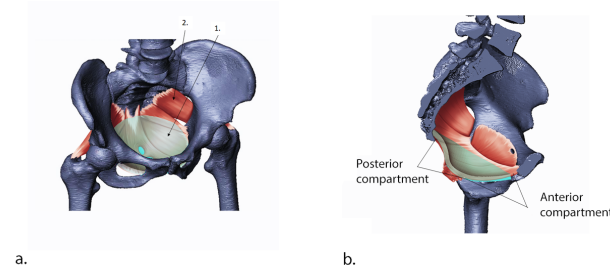 2.
1.
Posterior
compartment
Anterior
compartment
a.
b.